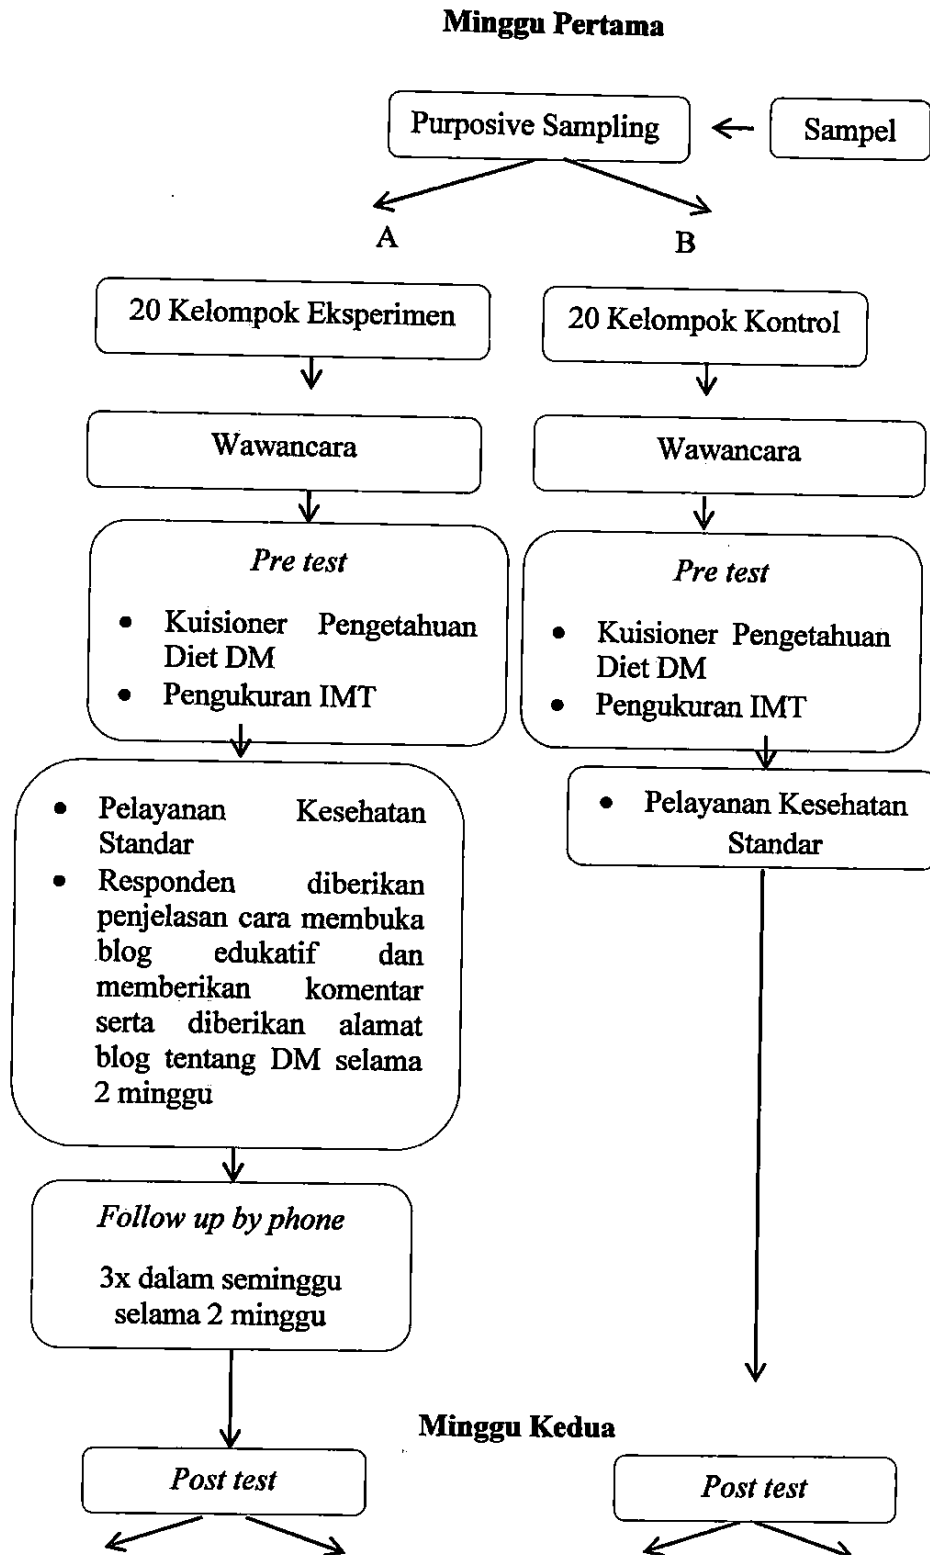 Minggu Pertama
Purposive Sampling
Sampel
A
B
20 Kelompok Eksperimen
20 Kelompok Kontrol
Wawancara
Wawancara
Pre test
• Kuisioner Pengetahuan
Diet DM
• Pengukuran IMT
Pre test
• Kuisioner Pengetahuan
Diet DM
• Pengukuran IMT
• Pelayanan Kesehatan
Standar
• Responden diberikan
penjelasan cara membuka
blog edukatif dan
memberikan komentar
serta diberikan alamat
blog tentang DM selama
2 minggu
• Pelayanan Kesehatan
Standar
Follow up by phone
3x dalam seminggu
selama 2 minggu
Minggu Kedua
Post test
Post test